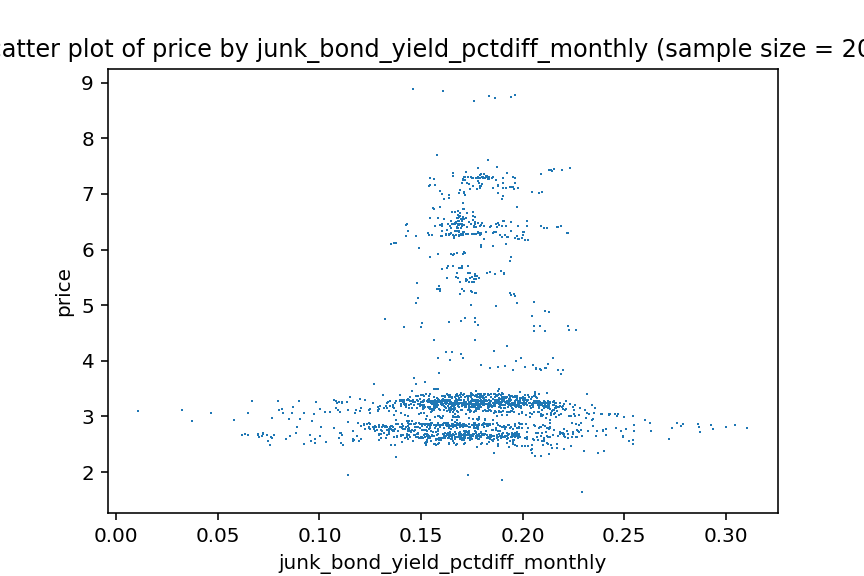 atter plot of price by junk_bond_yield_pctdiff_monthly (sample size = 20
9
8
7
6
5
4
3
2
price
0.00 0.05 0.10 0.15 0.20 0.25 0.30
junk_bond_yield_pctdiff_monthly